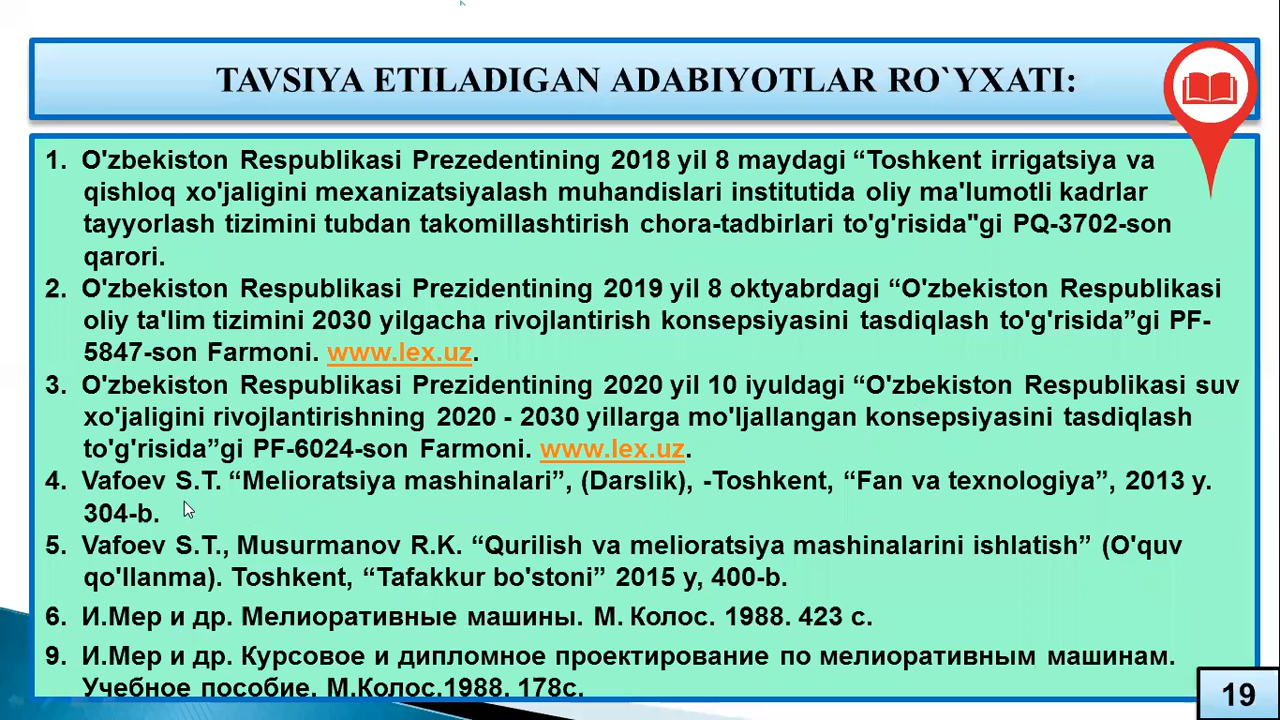 TAVSIYA ETILADIGAN ADABIYOTLAR RO`YXATI:
1. O'zbekiston Respublikasi Prezedentining 2018 yil 8 maydagi “Toshkent irrigatsiya va
qishloq xo'jaligini mexanizatsiyalash muhandislari institutida oliy ma'lumotli kadrlar
tayyorlash tizimini tubdan takomillashtirish chora-tadbirlari to'g'risida"gi PQ-3702-son
qarori.
2. O'zbekiston Respublikasi Prezidentining 2019 yil 8 oktyabrdagi “O'zbekiston Respublikasi
oliy ta'lim tizimini 2030 yilgacha rivojlantirish konsepsiyasini tasdiqlash to'g'risida”gi PF-
5847-son Farmoni. www.lex.uz.
3. O'zbekiston Respublikasi Prezidentining 2020 yil 10 iyuldagi “O'zbekiston Respublikasi suv
xo'jaligini rivojlantirishning 2020 - 2030 yillarga mo'ljallangan konsepsiyasini tasdiqlash
to'g'risida”gi PF-6024-son Farmoni. www.lex.uz.
4. Vafoev S.T. “Melioratsiya mashinalari”, (Darslik), -Toshkent, “Fan va texnologiya”, 2013 y.
304-b.
5. Vafoev S.T., Musurmanov R.K. “Qurilish va melioratsiya mashinalarini ishlatish” (O'quv
qo'llanma). Toshkent, “Tafakkur bo'stoni” 2015 y, 400-b.
6. И.Мер и др. Мелиоративные машины. М. Колос. 1988. 423 с.
9. И.Мер и др. Курсовое и дипломное проектирование по мелиоративным машинам.
Учебное пособие. М.Колос.1988. 178с.
19